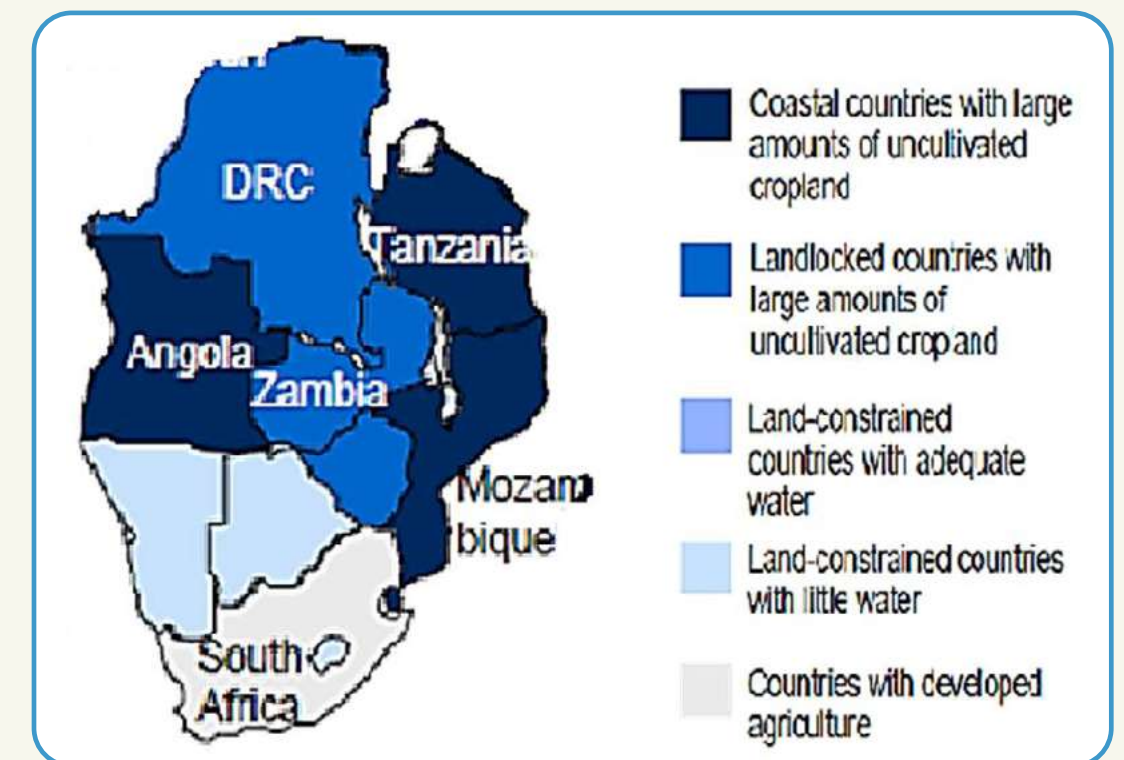 DRC
Tanzania
Angola
Zambia
Mozam
bique
South
Africa
Coastal countries with large
amounts of uncultivated
cropland
Landlocked countries with
large amounts of
uncultivated crop and
Land-constrained
countries with adequate
water
Land-constrained countries
with little water
Countries with developed
agriculture